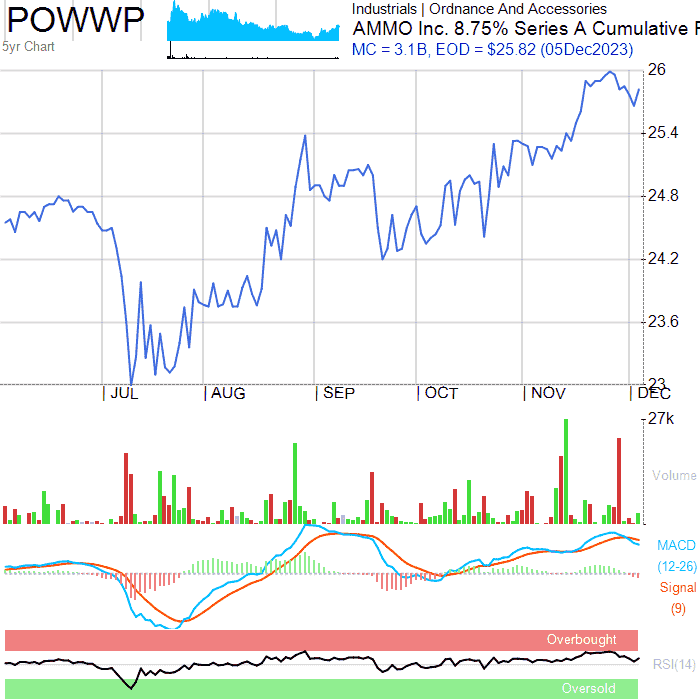 POWWP
5yr Chart
Industrials | Ordnance And Accessories
AMMO Inc. 8.75% Series A Cumulative
MC = 3.1B, EOD = $25.82 (05Dec2023)
26
25.4
24.8
24.2
23.6
23
| JUL
| AUG
| SEP
| OCT
| NOV
| DEC
27k
Volume
MACD
(12-26)
Signal
(9)
Overbought
RSI(14)
Oversold